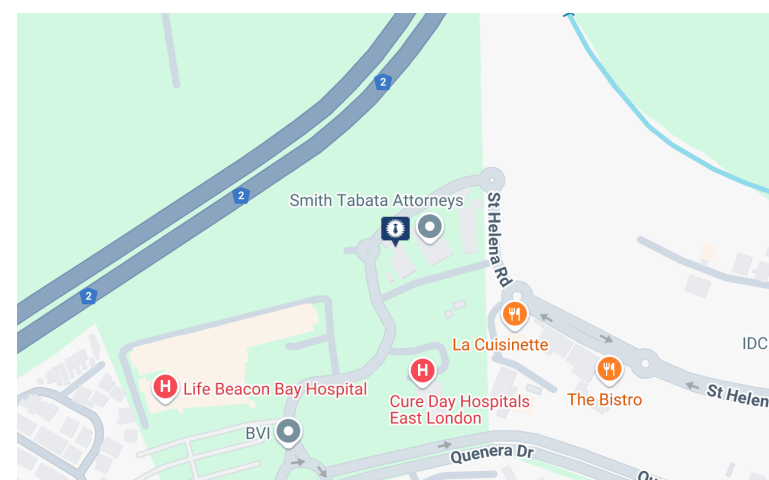 2
2
Smith Tabata Attorneys
St Helena Rd
2
La Cuisinette
IDC
Life Beacon Bay Hospital
H
H
Cure Day Hospitals
East London
The Bistro
St Helen
BVI
Quenera Dr
Qu